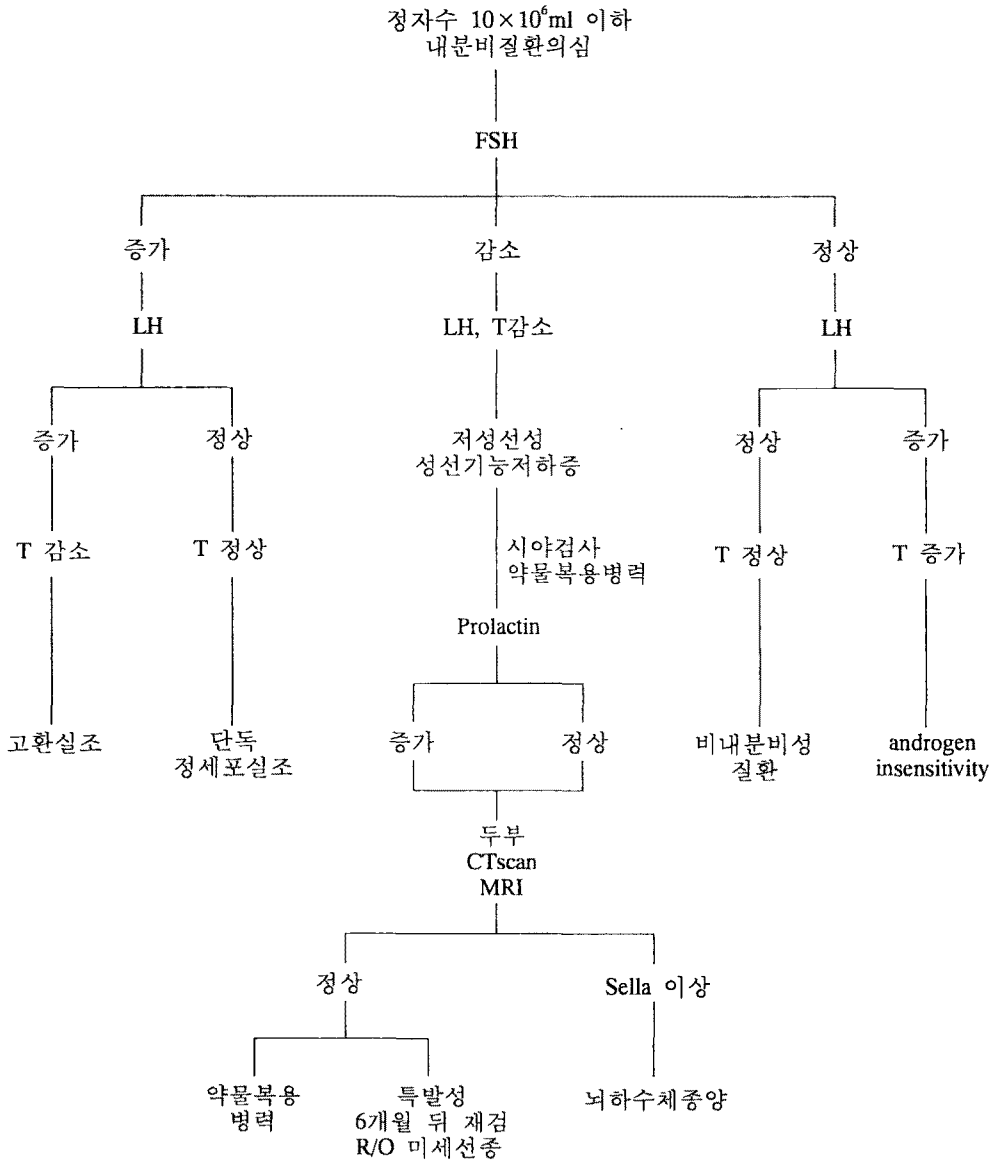 정자수 10×10⁶ml 이하
내분비질환의심
FSH
증가
감소
정상
LH
LH, T감소
LH
증가
정상
저성선성
성선기능저하증
정상
증가
T 감소
T 정상
시야검사
약물복용병력
T 정상
T 증가
Prolactin
고환실조
단독
정세포실조
증가
정상
비내분비성
질환
androgen
insensitivity
두부
CTscan
MRI
정상
Sella 이상
약물복용
병력
특발성
6개월 뒤 재검
R/O 미세선종
뇌하수체종양